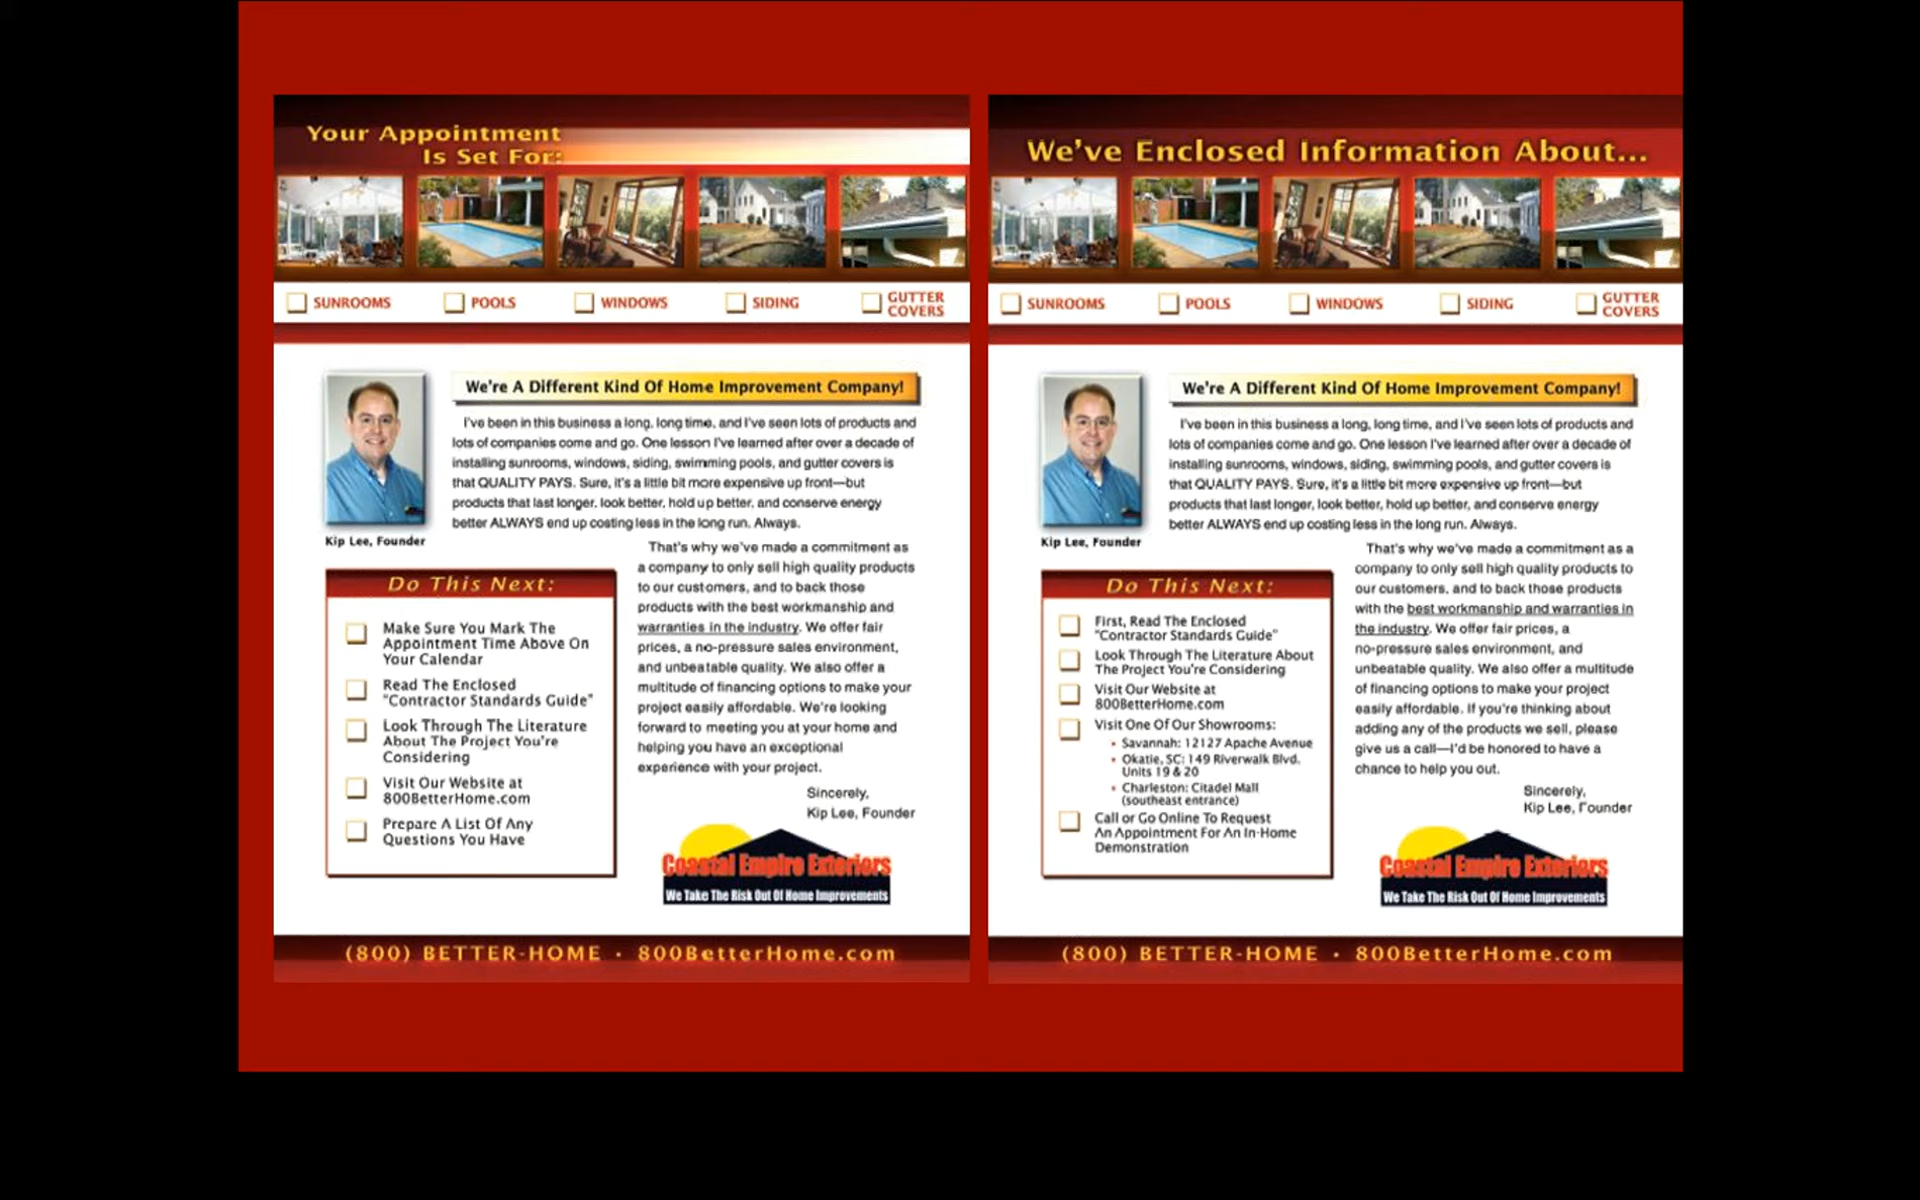 Your Appointment
Is Set For:
SUNROOMS
POOLS
WINDOWS
SIDING
GUTTER
COVERS
We're A Different Kind Of Home Improvement Company!
I've been in this business a long, long time, and I've seen lots of products and
lots of companies come and go. One lesson I've learned after over a decade of
installing sunrooms, windows, siding, swimming pools, and gutter covers is
that QUALITY PAYS. Sure, it's a little bit more expensive up front—but
products that last longer, look better, hold up better, and conserve energy
better ALWAYS end up costing less in the long run. Always.
Kip Lee, Founder
That's why we've made a commitment as
a company to only sell high quality products
to our customers, and to back those
products with the best workmanship and
warranties in the industry. We offer fair
prices, a no-pressure sales environment,
and unbeatable quality. We also offer a
multitude of financing options to make your
project easily affordable. We're looking
forward to meeting you at your home and
helping you have an exceptional
experience with your project.
Sincerely,
Kip Lee, Founder
Do This Next:
Make Sure You Mark The
Appointment Time Above On
Your Calendar
Read The Enclosed
"Contractor Standards Guide"
Look Through The Literature
About The Project You're
Considering
Visit Our Website at
800BetterHome.com
Prepare A List Of Any
Questions You Have
Coastal Empire Exteriors
We Take The Risk Out Of Home Improvements
(800) BETTER-HOME · 800BetterHome.com
We've Enclosed Information About...
SUNROOMS
POOLS
WINDOWS
SIDING
GUTTER
COVERS
We're A Different Kind Of Home Improvement Company!
I've been in this business a long, long time, and I've seen lots of products and
lots of companies come and go. One lesson I've learned after over a decade of
installing sunrooms, windows, siding, swimming pools, and gutter covers is
that QUALITY PAYS. Sure, it's a little bit more expensive up front—but
products that last longer, look better, hold up better, and conserve energy
better ALWAYS end up costing less in the long run. Always.
Kip Lee, Founder
That's why we've made a commitment as a
company to only sell high quality products to
our customers, and to back those products
with the best workmanship and warranties in
the industry. We offer fair prices, a
no-pressure sales environment, and
unbeatable quality. We also offer a multitude
of financing options to make your project
easily affordable. If you're thinking about
adding any of the products we sell, please
give us a call—I'd be honored to have a
chance to help you out.
Sincerely,
Kip Lee, Founder
Do This Next:
First, Read The Enclosed
"Contractor Standards Guide"
Look Through The Literature About
The Project You're Considering
Visit Our Website at
800BetterHome.com
Visit One Of Our Showrooms:
• Savannah: 12127 Apache Avenue
• Okatie, SC: 149 Riverwalk Blvd.
Units 19 & 20
• Charleston: Citadel Mall
(southeast entrance)
Call or Go Online To Request
An Appointment For An In-Home
Demonstration
Coastal Empire Exteriors
We Take The Risk Out Of Home Improvements
(800) BETTER-HOME · 800BetterHome.com